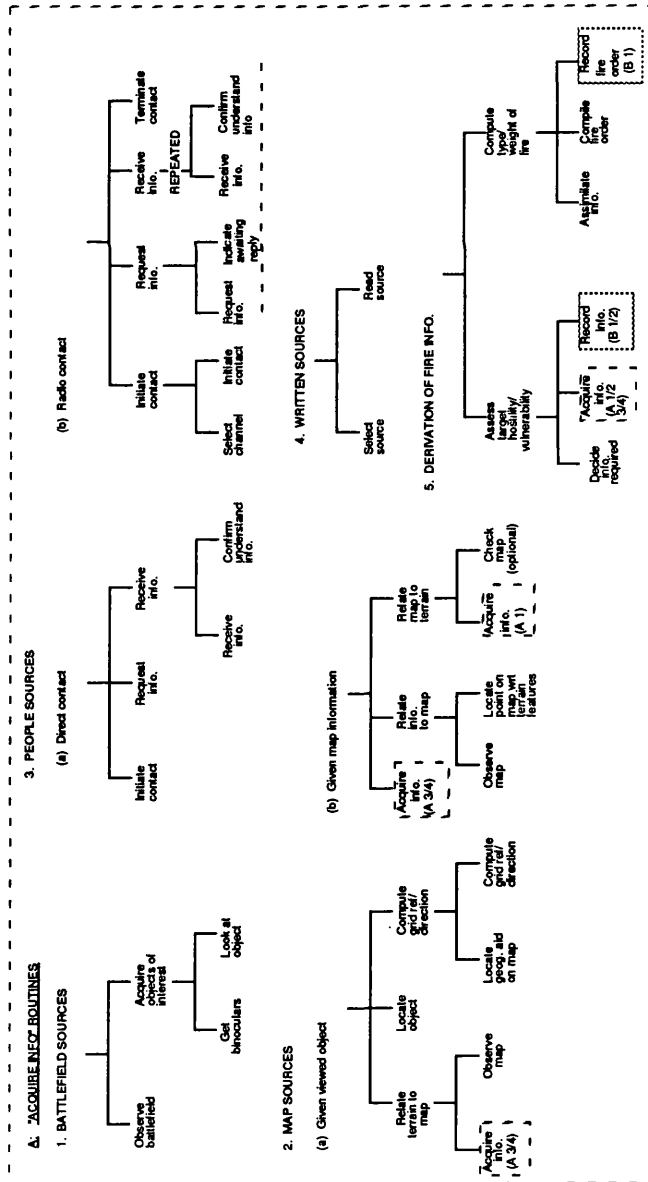 A: "ACQUIRE INFO" ROUTINES
1. BATTLEFIELD SOURCES
Observe
battlefield
Acquire
objects of
interest
Get
binoculars
Look at
object
2. MAP SOURCES
(a) Given viewed object
Relate
terrain to
map
Locate
object
Compute
grid ref/
direction
Acquire
info.
(A 3/4)
Observe
map
Locate
geog. aid
on map
Compute
grid ref/
direction
(b) Given map information
Acquire
info.
(A 3/4)
Relate
info.
to map
Relate
map to
terrain
Observe
map
Locate
point on
map wrt
terrain
features
Acquire
info.
(A 1)
Check
map
(optional)
3. PEOPLE SOURCES
(a) Direct contact
Initiate
contact
Request
info.
Receive
info.
Receive
info.
Confirm
understand
info.
(b) Radio contact
Initiate
contact
Request
info.
Receive
info.
REPEATED
Terminate
contact
Select
channel
Initiate
contact
Request
info.
Indicate
awaiting
reply
Receive
info.
Confirm
understand
info
4. WRITTEN SOURCES
Select
source
Read
source
5. DERIVATION OF FIRE INFO.
Assess
target
hostility/
vulnerability
Compute
type/
weight of
fire
Decide
info.
required
Acquire
info.
(A 1/2
3/4)
Record
info.
(B 1/2)
Assimilate
info.
Compile
fire
order
Record
fire
order
(B 1)